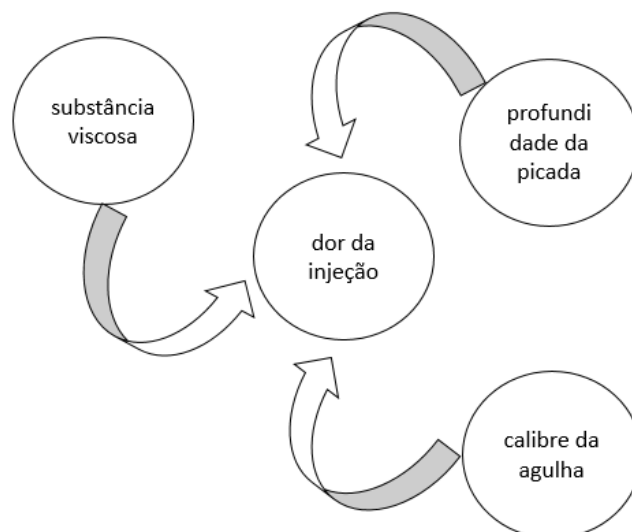 substância
viscosa
profundi
dade da
picada
dor da
injeção
calibre da
agulha